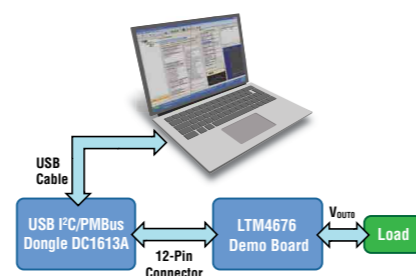 USB
Cable
USB I²C/PMBus
Dongle DC1613A
12-Pin
Connector
LTM4676
Demo Board
VOUT0
Load